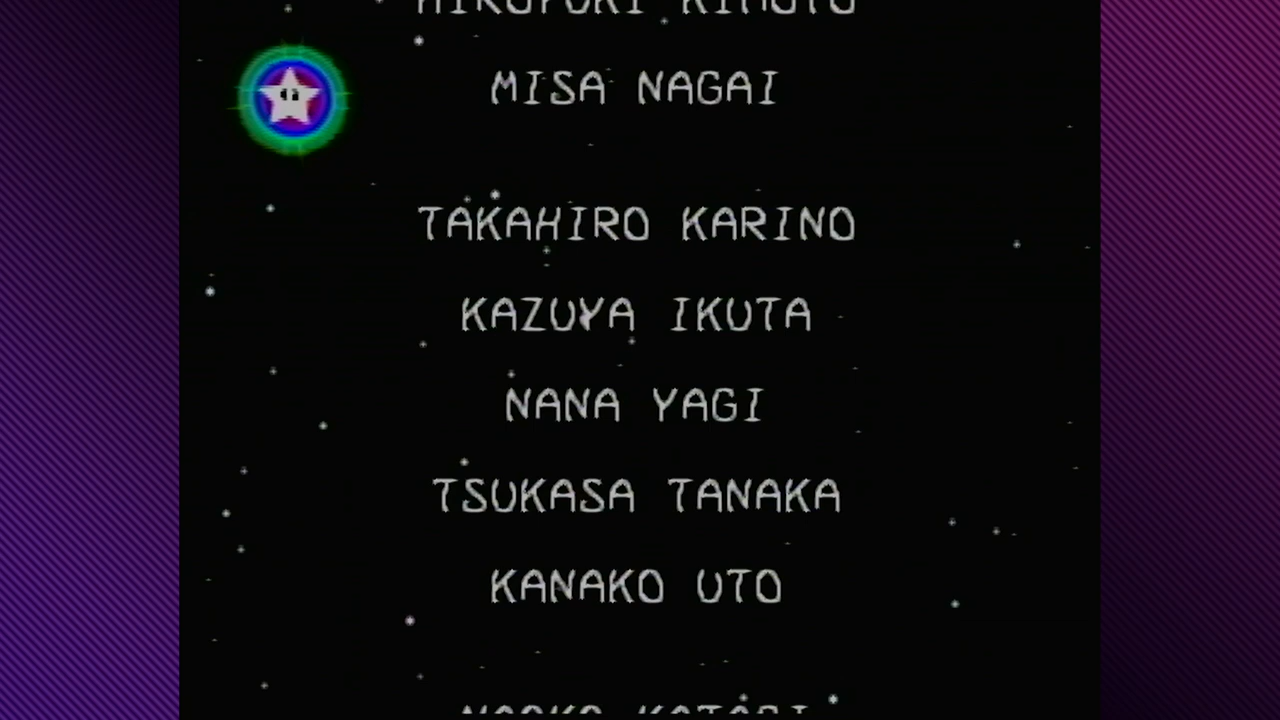 MISA NAGAI
TAKAHIRO KARINO
KAZUYA IKUTA
NANA YAGI
TSUKASA TANAKA
KANAKO UTO